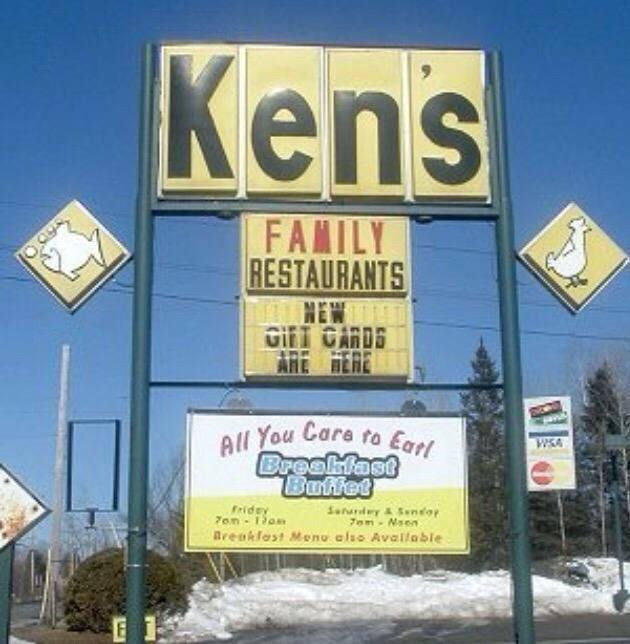 Ken's
FAMILY
RESTAURANTS
NEW
GIFT CARDS
ARE HERE
All You Care to Eat!
Breakfast
Buffet
Friday Saturday & Sunday
7am - 11am 7am - Noon
Breakfast Menu also Available
VISA